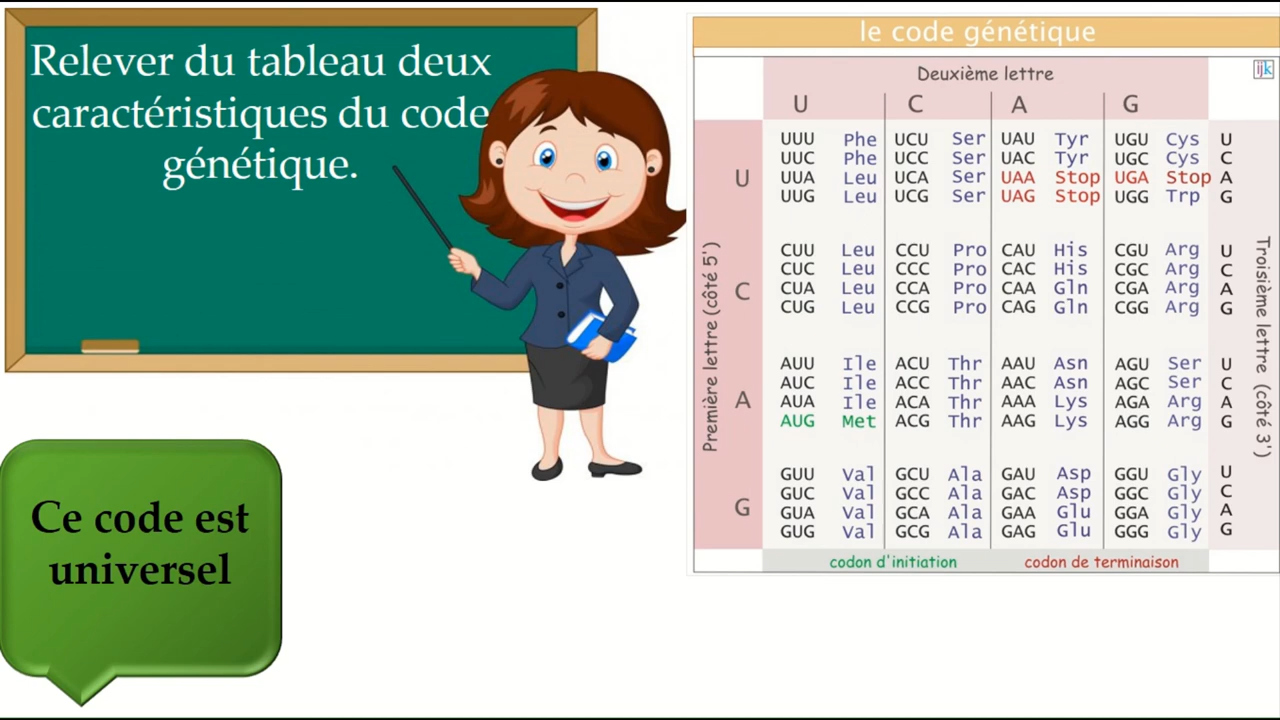 Relever du tableau deux
caractéristiques du code
génétique.
Ce code est
universel
le code génétique
ijk
Deuxième lettre
U C A G
Première lettre (côté 5')
Troisième lettre (côté 3')
U
UUU Phe UCU Ser UAU Tyr UGU Cys U
UUC Phe UCC Ser UAC Tyr UGC Cys C
UUA Leu UCA Ser UAA Stop UGA Stop A
UUG Leu UCG Ser UAG Stop UGG Trp G
C
CUU Leu CCU Pro CAU His CGU Arg U
CUC Leu CCC Pro CAC His CGC Arg C
CUA Leu CCA Pro CAA Gln CGA Arg A
CUG Leu CCG Pro CAG Gln CGG Arg G
A
AUU Ile ACU Thr AAU Asn AGU Ser U
AUC Ile ACC Thr AAC Asn AGC Ser C
AUA Ile ACA Thr AAA Lys AGA Arg A
AUG Met ACG Thr AAG Lys AGG Arg G
G
GUU Val GCU Ala GAU Asp GGU Gly U
GUC Val GCC Ala GAC Asp GGC Gly C
GUA Val GCA Ala GAA Glu GGA Gly A
GUG Val GCG Ala GAG Glu GGG Gly G
codon d'initiation codon de terminaison